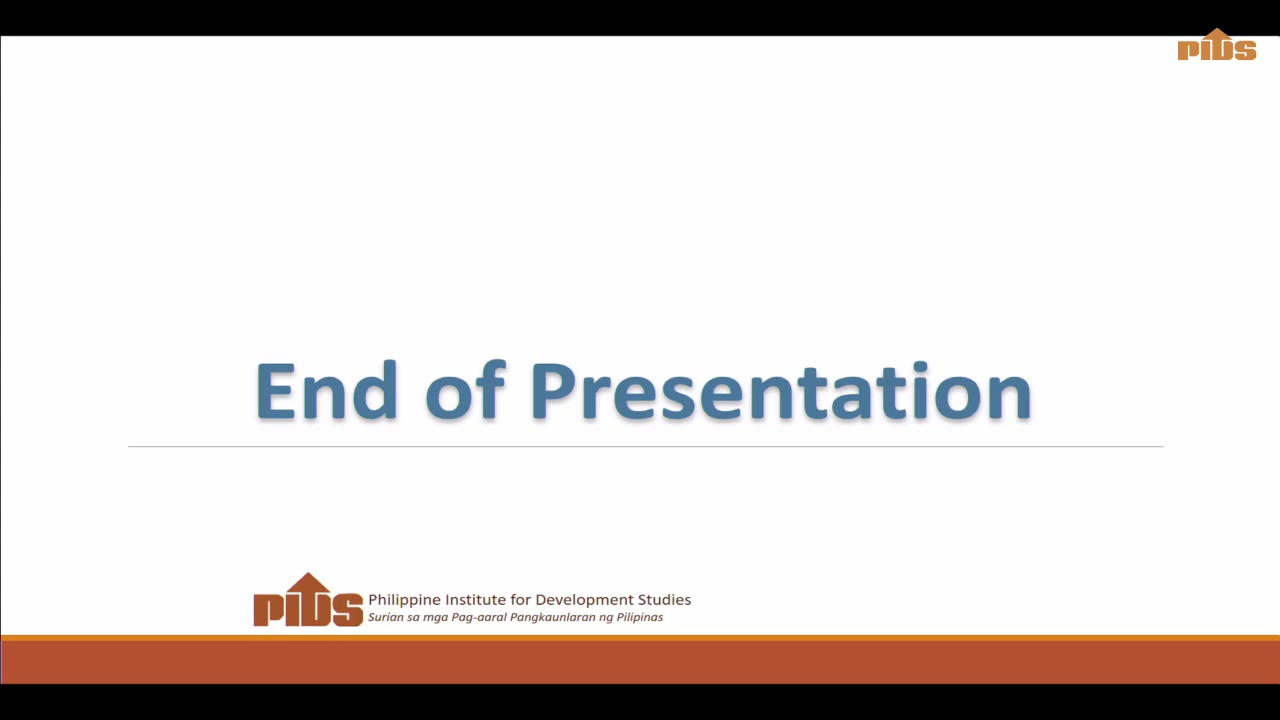 PIDS
End of Presentation
PIDS
Philippine Institute for Development Studies
Surian sa mga Pag-aaral Pangkaunlaran ng Pilipinas